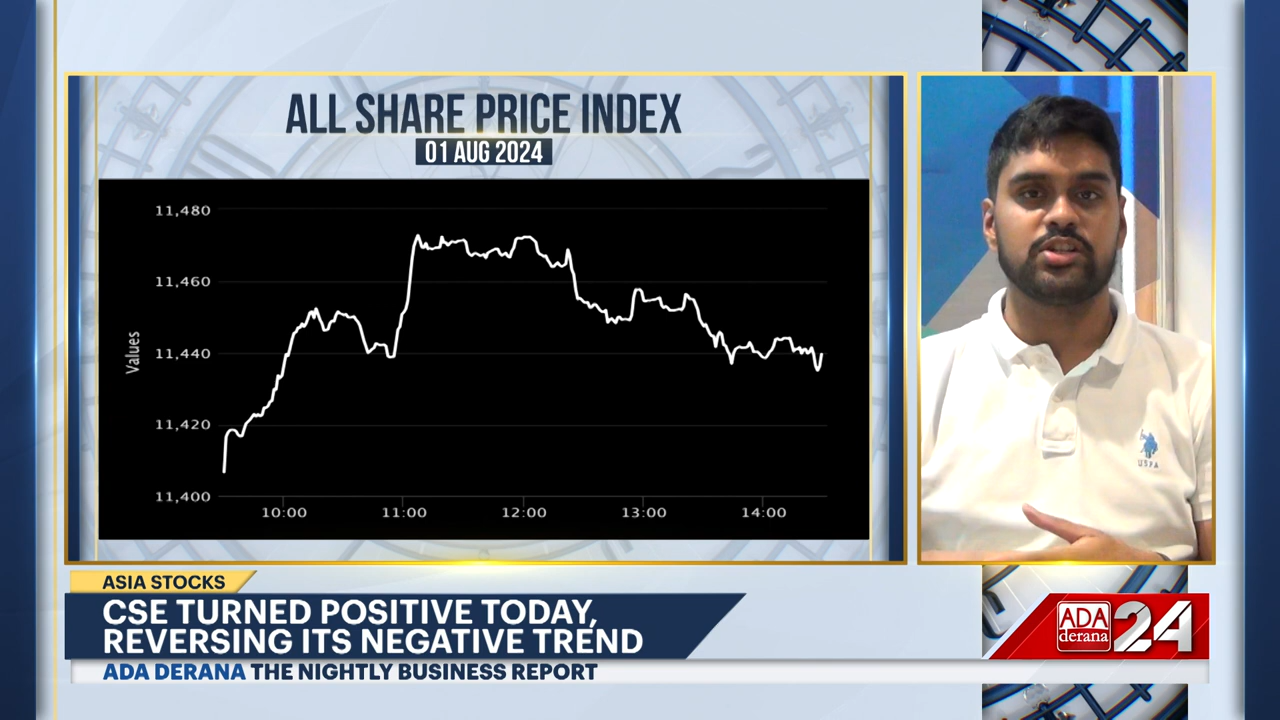 ALL SHARE PRICE INDEX
01 AUG 2024
Values
11,480
11,460
11,440
11,420
11,400
10:00 11:00 12:00 13:00 14:00
USPA
ASIA STOCKS
CSE TURNED POSITIVE TODAY,
REVERSING ITS NEGATIVE TREND
ADA DERANA THE NIGHTLY BUSINESS REPORT
ADA
derana
24